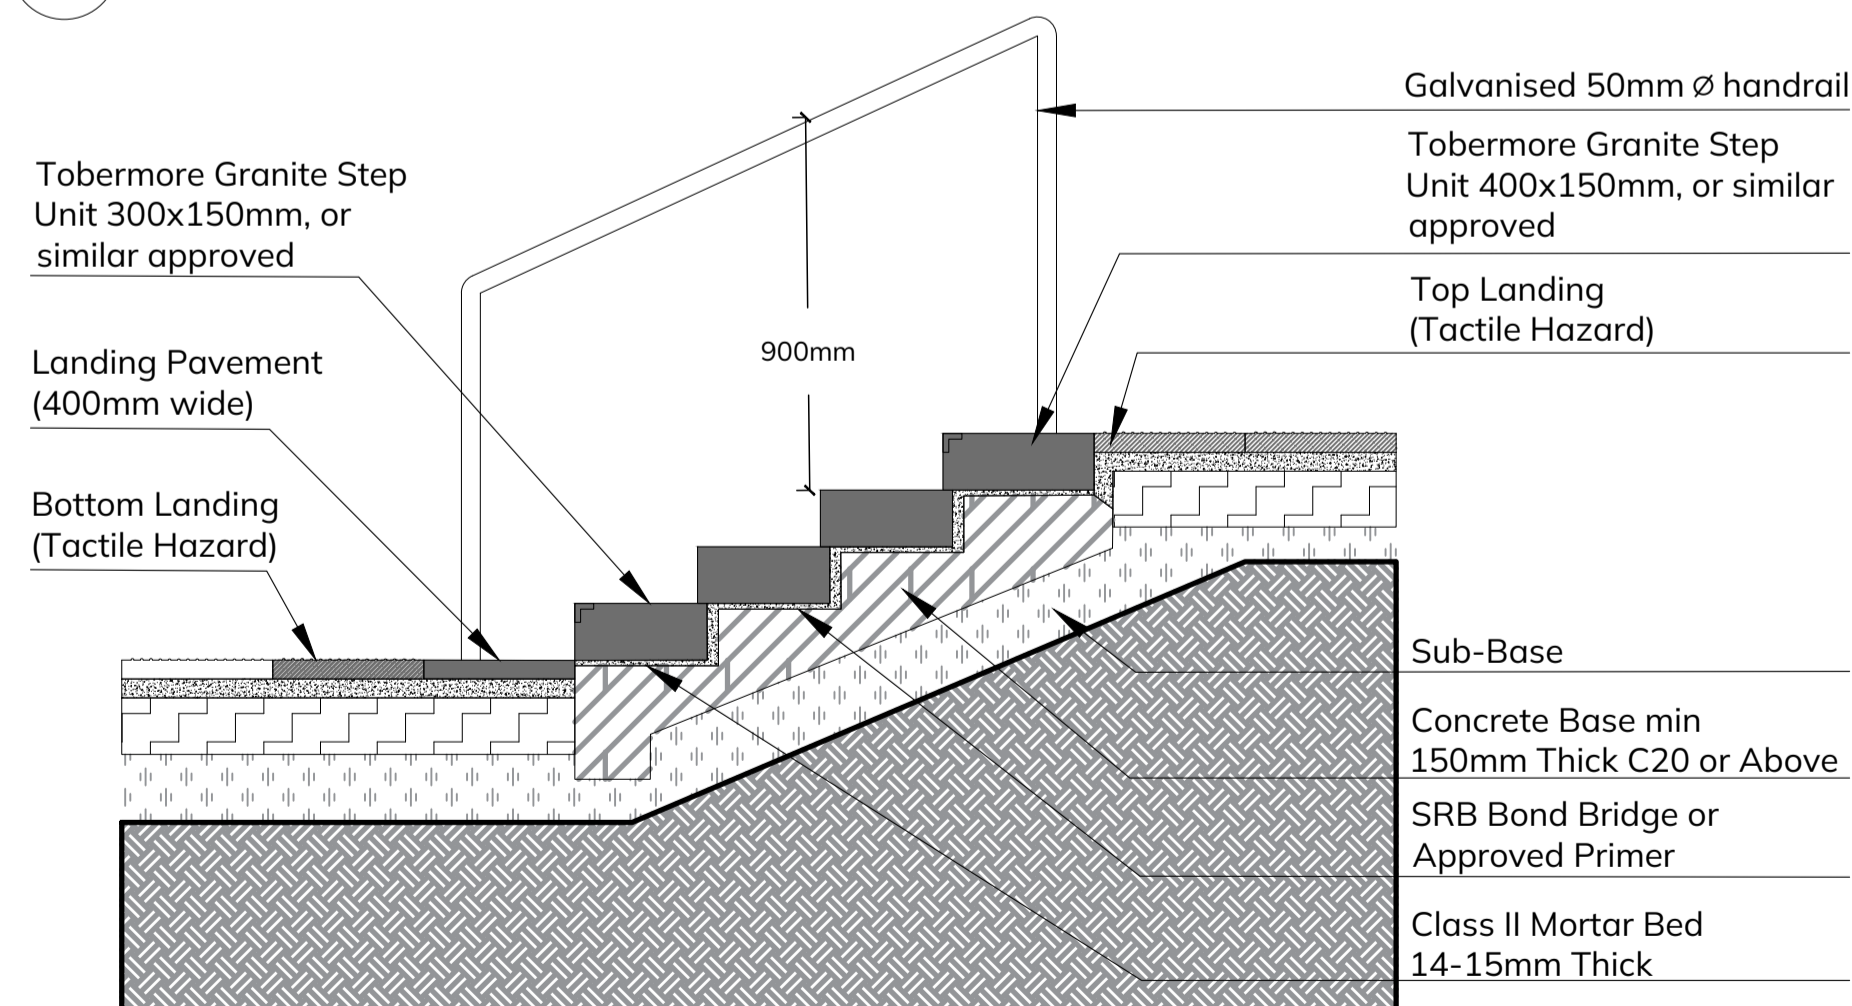 Tobermore Granite Step
Unit 300x150mm, or
similar approved
Landing Pavement
(400mm wide)
Bottom Landing
(Tactile Hazard)
900mm
Galvanised 50mm ∅ handrail
Tobermore Granite Step
Unit 400x150mm, or similar
approved
Top Landing
(Tactile Hazard)
Sub-Base
Concrete Base min
150mm Thick C20 or Above
SRB Bond Bridge or
Approved Primer
Class II Mortar Bed
14-15mm Thick